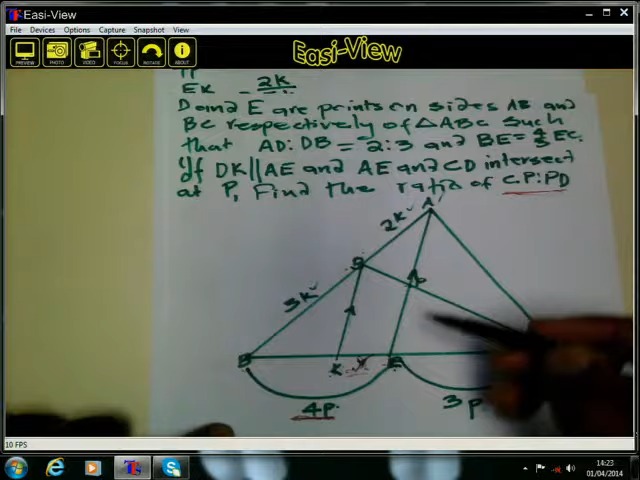 Easi-View
File Devices Options Capture Snapshot View
PREVIEW PHOTO VIDEO FOCUS ROTATE ABOUT
Easi-View
EK = 2K
D and E are points on sides AB and
BC respectively of △ABC such
that AD:DB = 2:3 and BE = 4/3 EC.
If DK∥AE and AE and CD intersect
at P, Find the ratio of CP:PD
A
2K
D
P
3K
B
K
x
E
4P
3P
10 FPS
14:23
01/04/2014